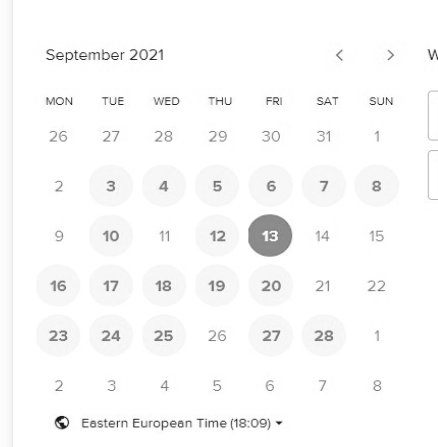 September 2021 < > W
MON TUE WED THU FRI SAT SUN
26 27 28 29 30 31 1
2 3 4 5 6 7 8
9 10 11 12 13 14 15
16 17 18 19 20 21 22
23 24 25 26 27 28 1
2 3 4 5 6 7 8
Eastern European Time (18:09)